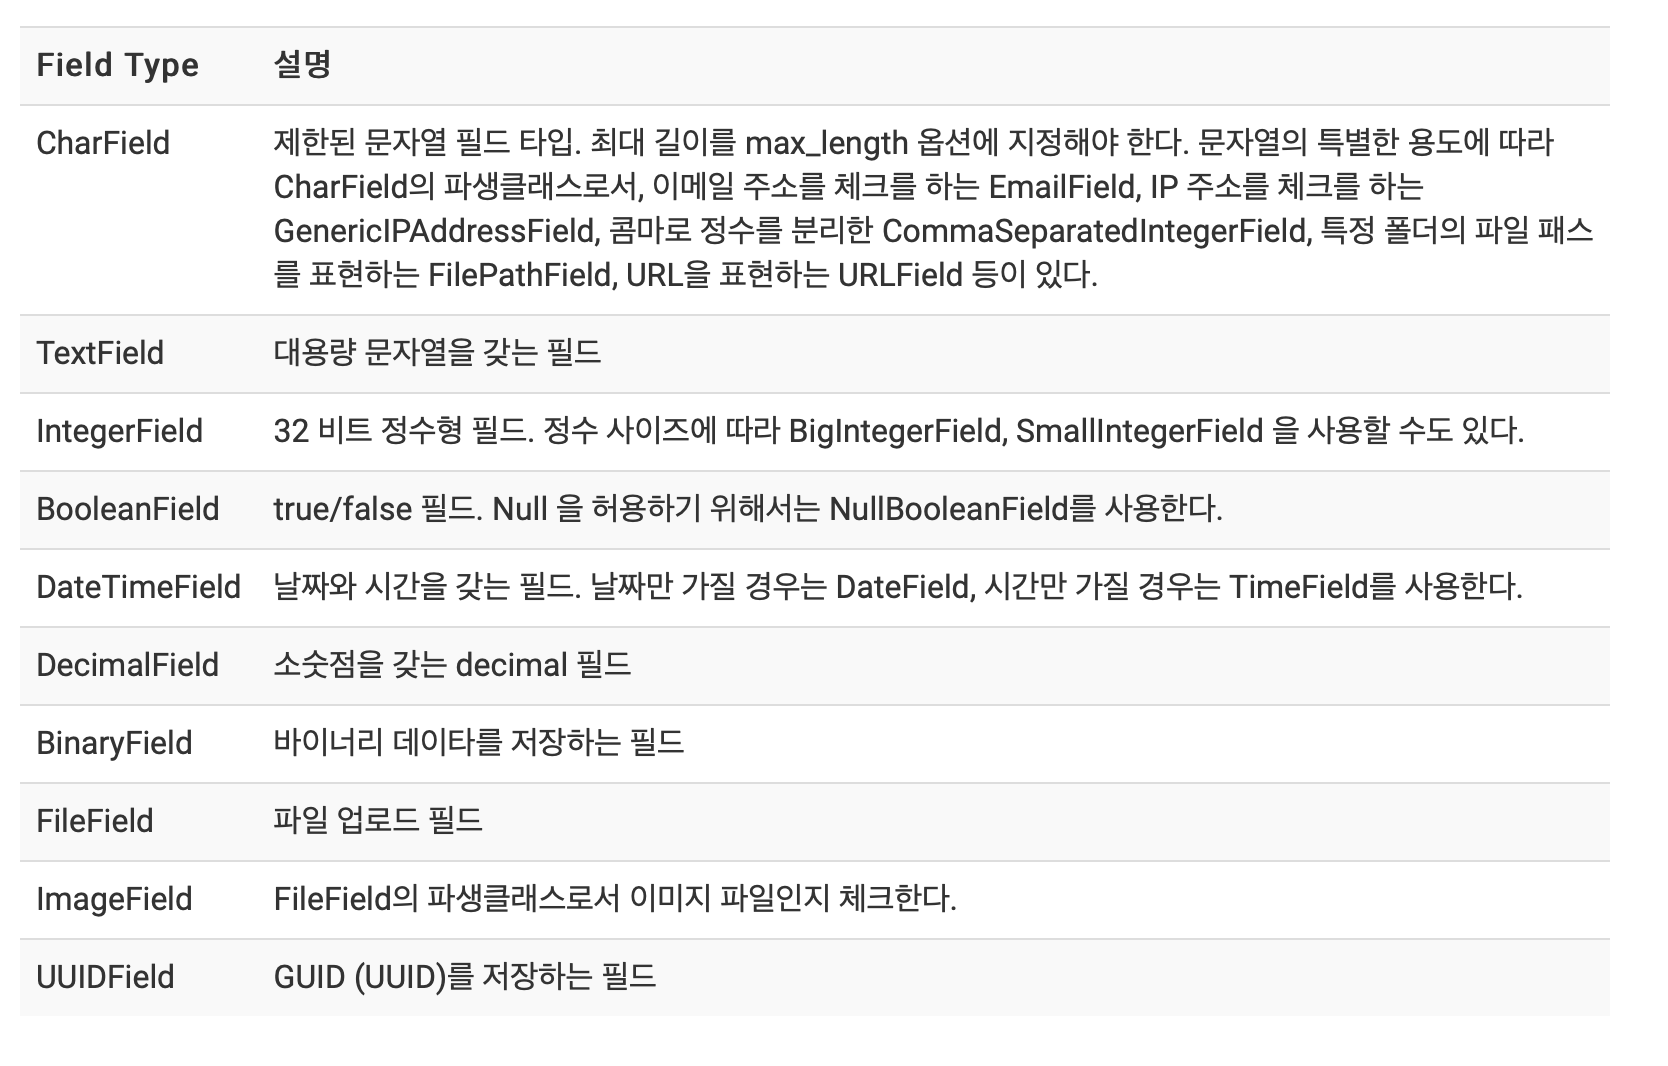 Field Type 설명
CharField 제한된 문자열 필드 타입. 최대 길이를 max_length 옵션에 지정해야 한다. 문자열의 특별한 용도에 따라
CharField의 파생클래스로서, 이메일 주소를 체크를 하는 EmailField, IP 주소를 체크를 하는
GenericIPAddressField, 콤마로 정수를 분리한 CommaSeparatedIntegerField, 특정 폴더의 파일 패스
를 표현하는 FilePathField, URL을 표현하는 URLField 등이 있다.
TextField 대용량 문자열을 갖는 필드
IntegerField 32 비트 정수형 필드. 정수 사이즈에 따라 BigIntegerField, SmallIntegerField 을 사용할 수도 있다.
BooleanField true/false 필드. Null 을 허용하기 위해서는 NullBooleanField를 사용한다.
DateTimeField 날짜와 시간을 갖는 필드. 날짜만 가질 경우는 DateField, 시간만 가질 경우는 TimeField를 사용한다.
DecimalField 소숫점을 갖는 decimal 필드
BinaryField 바이너리 데이타를 저장하는 필드
FileField 파일 업로드 필드
ImageField FileField의 파생클래스로서 이미지 파일인지 체크한다.
UUIDField GUID (UUID)를 저장하는 필드